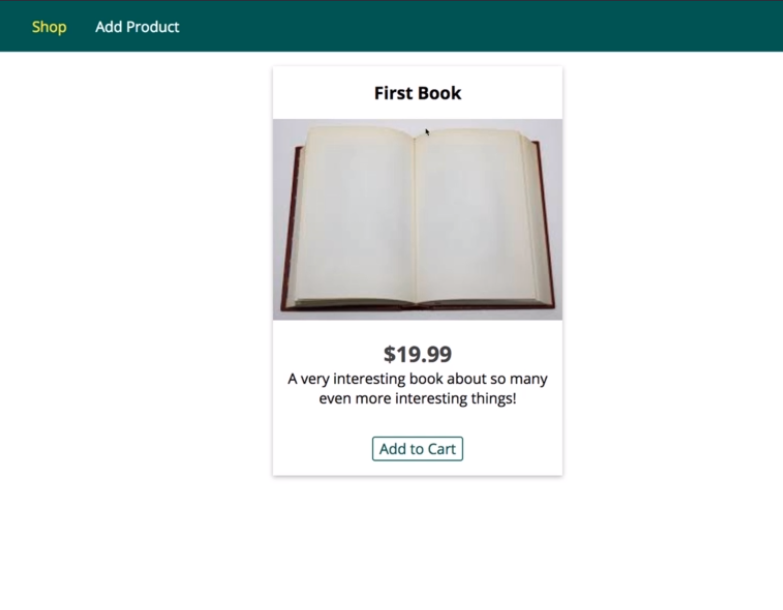 Shop Add Product
First Book
$19.99
A very interesting book about so many
even more interesting things!
Add to Cart